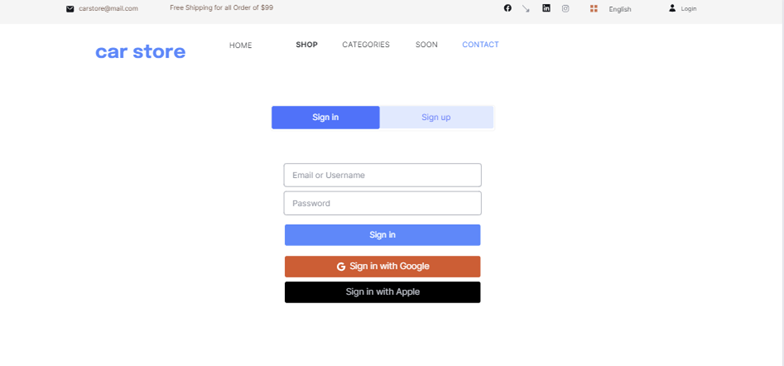 carstore@mail.com Free Shipping for all Order of $99 English Login
car store HOME SHOP CATEGORIES SOON CONTACT
Sign in Sign up
Email or Username
Password
Sign in
G Sign in with Google
Sign in with Apple